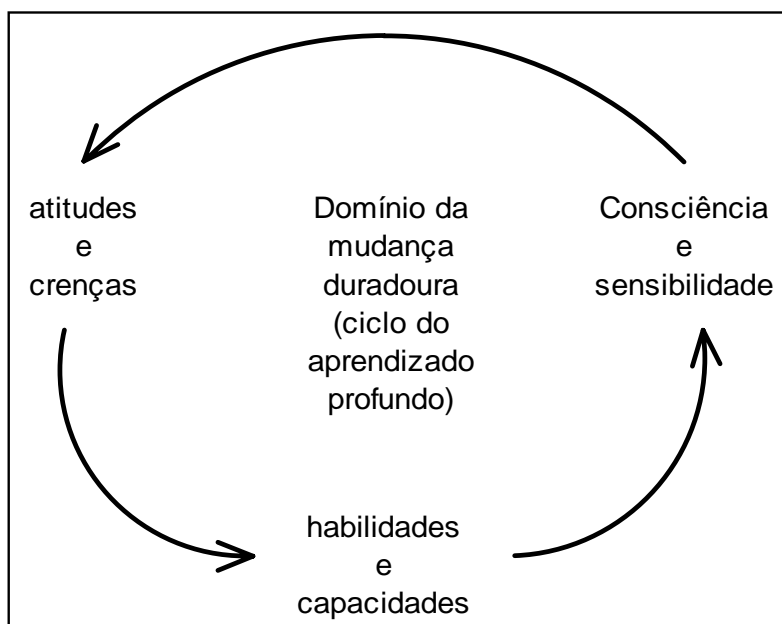 atitudes
e
crenças
Domínio da
mudança
duradoura
(ciclo do
aprendizado
profundo)
Consciência
e
sensibilidade
habilidades
e
capacidades